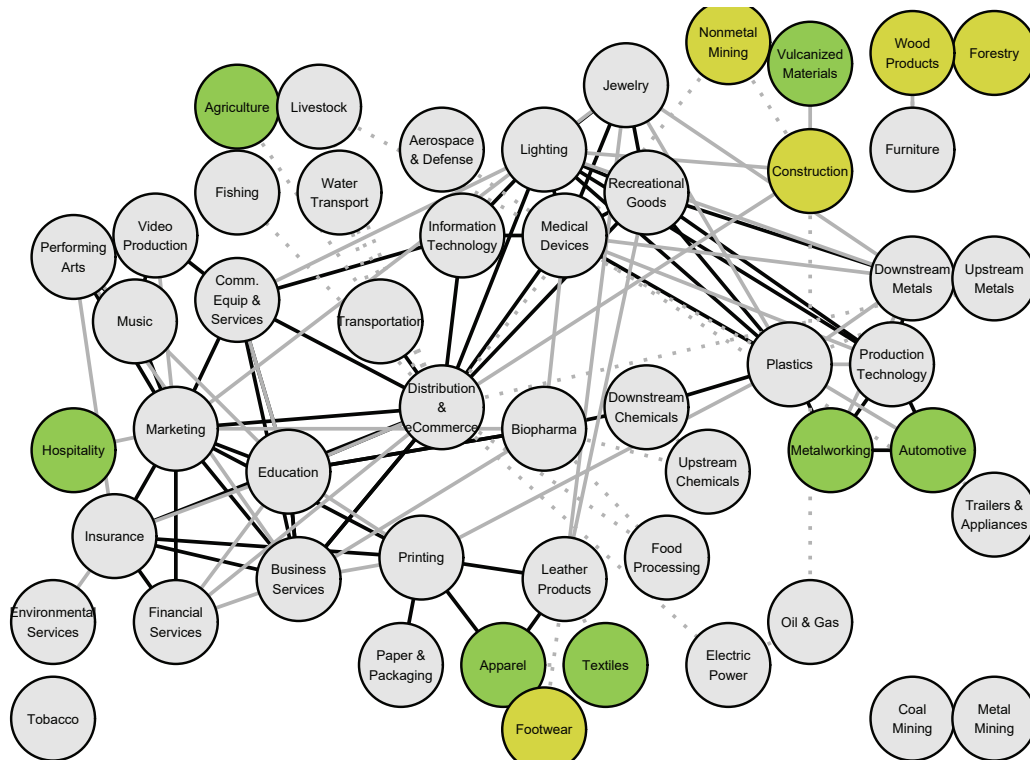 Nonmetal
Mining
Vulcanized
Materials
Wood
Products
Forestry
Jewelry
Agriculture
Livestock
Aerospace
& Defense
Lighting
Furniture
Construction
Fishing
Water
Transport
Recreational
Goods
Video
Production
Performing
Arts
Information
Technology
Medical
Devices
Downstream
Metals
Upstream
Metals
Comm.
Equip &
Services
Music
Transportation
Plastics
Production
Technology
Distribution
& eCommerce
Biopharma
Downstream
Chemicals
Marketing
Hospitality
Education
Upstream
Chemicals
Metalworking
Automotive
Trailers &
Appliances
Insurance
Printing
Food
Processing
Business
Services
Leather
Products
Environmental
Services
Financial
Services
Oil & Gas
Paper &
Packaging
Apparel
Textiles
Electric
Power
Tobacco
Footwear
Coal
Mining
Metal
Mining